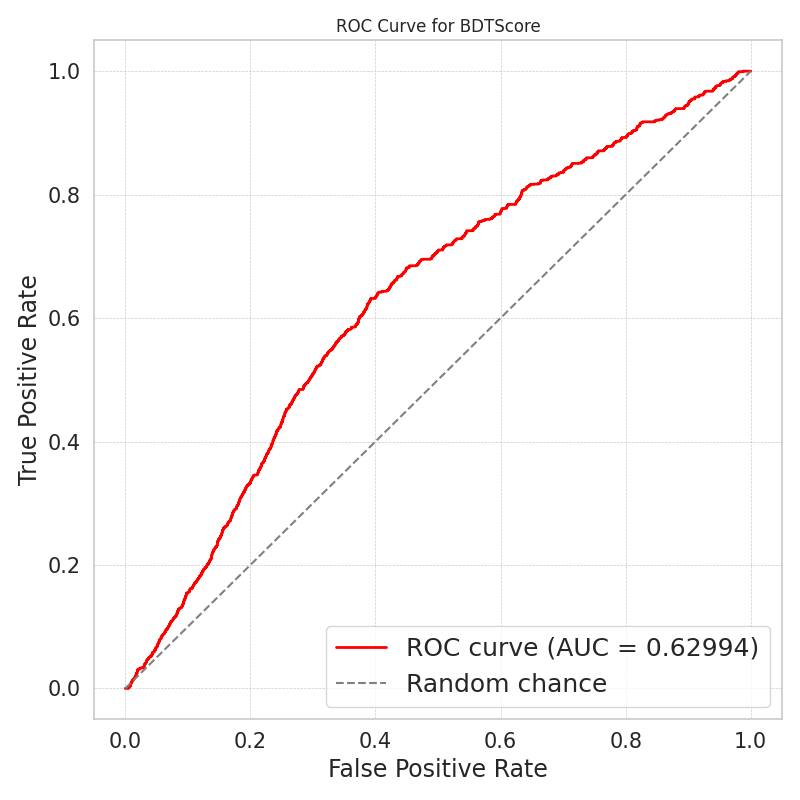 ROC Curve for BDTScore
True Positive Rate
1.0
0.8
0.6
0.4
0.2
0.0
ROC curve (AUC = 0.62994)
Random chance
0.0 0.2 0.4 0.6 0.8 1.0
False Positive Rate